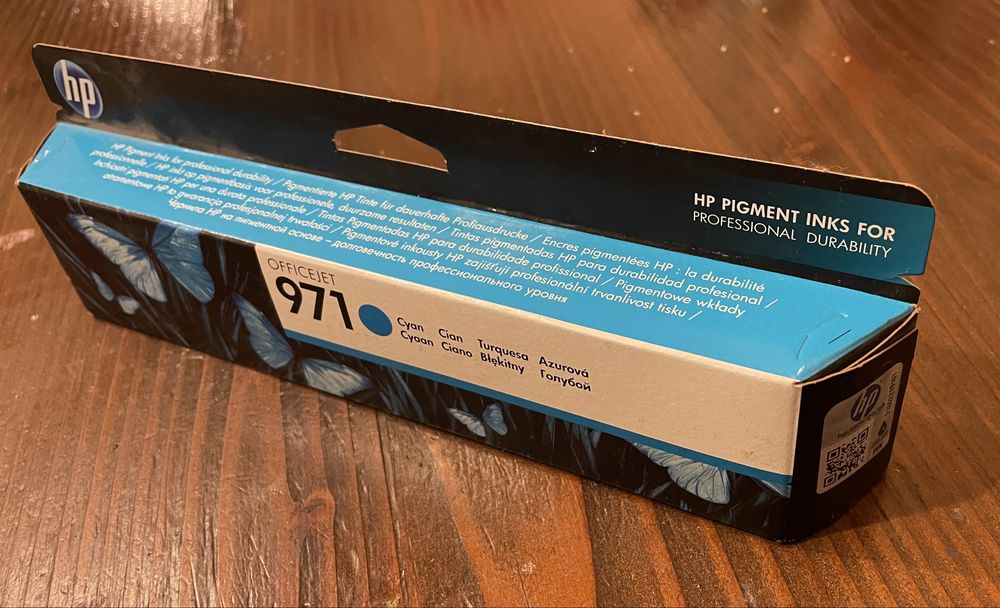 hp
HP PIGMENT INKS FOR
PROFESSIONAL DURABILITY
HP Pigment Inks for professional durability / Pigmentierte HP Tinte für dauerhafte Profiausdrucke / Encres pigmentées HP : la durabilité
professionnelle / HP inkt op pigmentbasis voor professionele, duurzame resultaten / Tintas pigmentadas HP para durabilidad profesional /
Inchiostri pigmentati HP per una durata professionale / Tintas Pigmentadas HP para durabilidade profissional / Pigmentowe wkłady
atramentowe HP to gwarancja profesjonalnej trwałości / Pigmentové inkousty HP zajišťují profesionální trvanlivost tisku /
Чернила HP на пигментной основе – долговечность профессионального уровня
OFFICEJET
971
Cyan Cian Turquesa Azurová
Cyaan Ciano Błękitny Голубой
hp